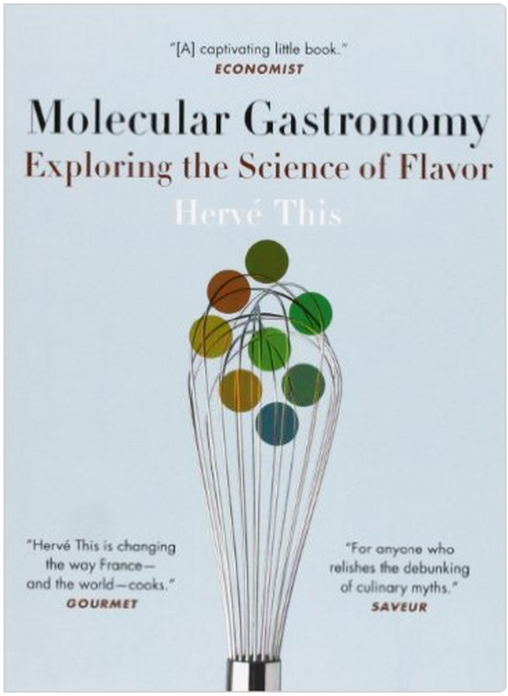 "[A] captivating little book."
ECONOMIST
Molecular Gastronomy
Exploring the Science of Flavor
Hervé This
"Hervé This is changing
the way France—
and the world—cooks."
GOURMET
"For anyone who
relishes the debunking
of culinary myths."
SAVEUR